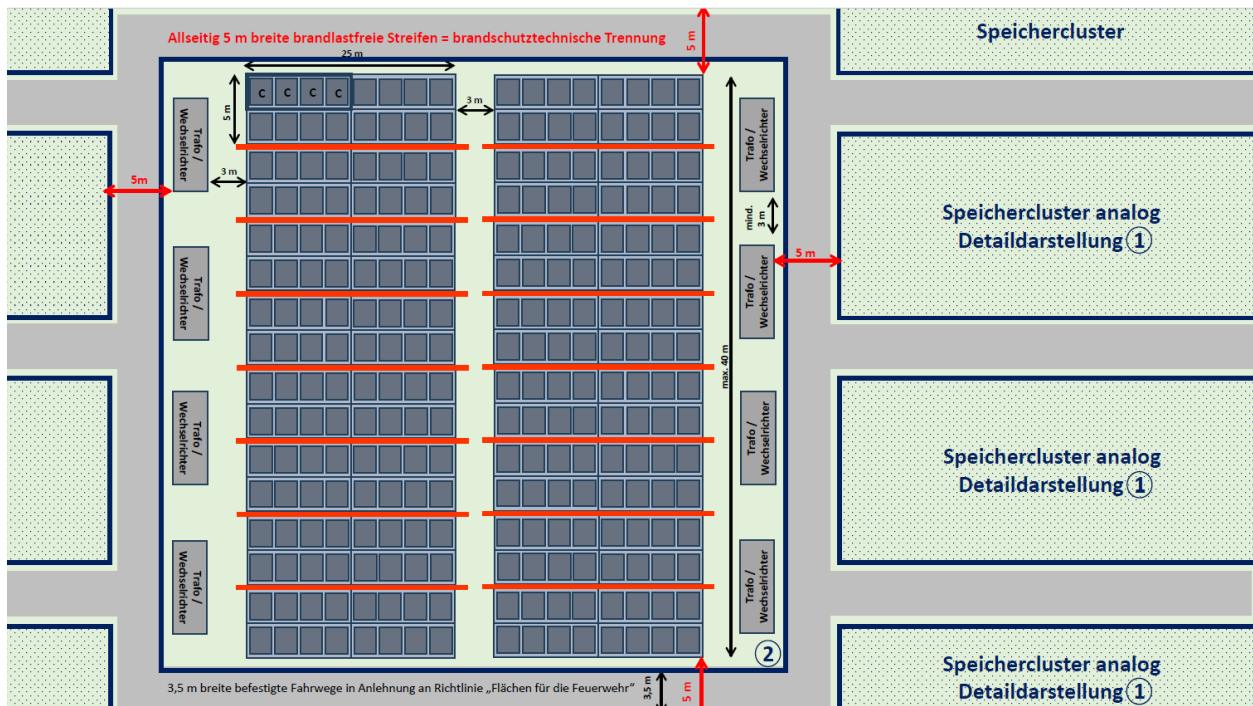 Allseitig 5 m breite brandlastfreie Streifen = brandschutztechnische Trennung
5 m
Speichercluster
25 m
C C C C
5 m
3 m
Trafo /
Wechselrichter
3 m
5m
Trafo /
Wechselrichter
mind.
3 m
Speichercluster analog
Detaildarstellung 1
5 m
Trafo /
Wechselrichter
Trafo /
Wechselrichter
max. 40 m
Trafo /
Wechselrichter
Trafo /
Wechselrichter
Speichercluster analog
Detaildarstellung 1
Trafo /
Wechselrichter
Trafo /
Wechselrichter
2
Speichercluster analog
Detaildarstellung 1
3,5 m breite befestigte Fahrwege in Anlehnung an Richtlinie „Flächen für die Feuerwehr“
3,5 m
5 m